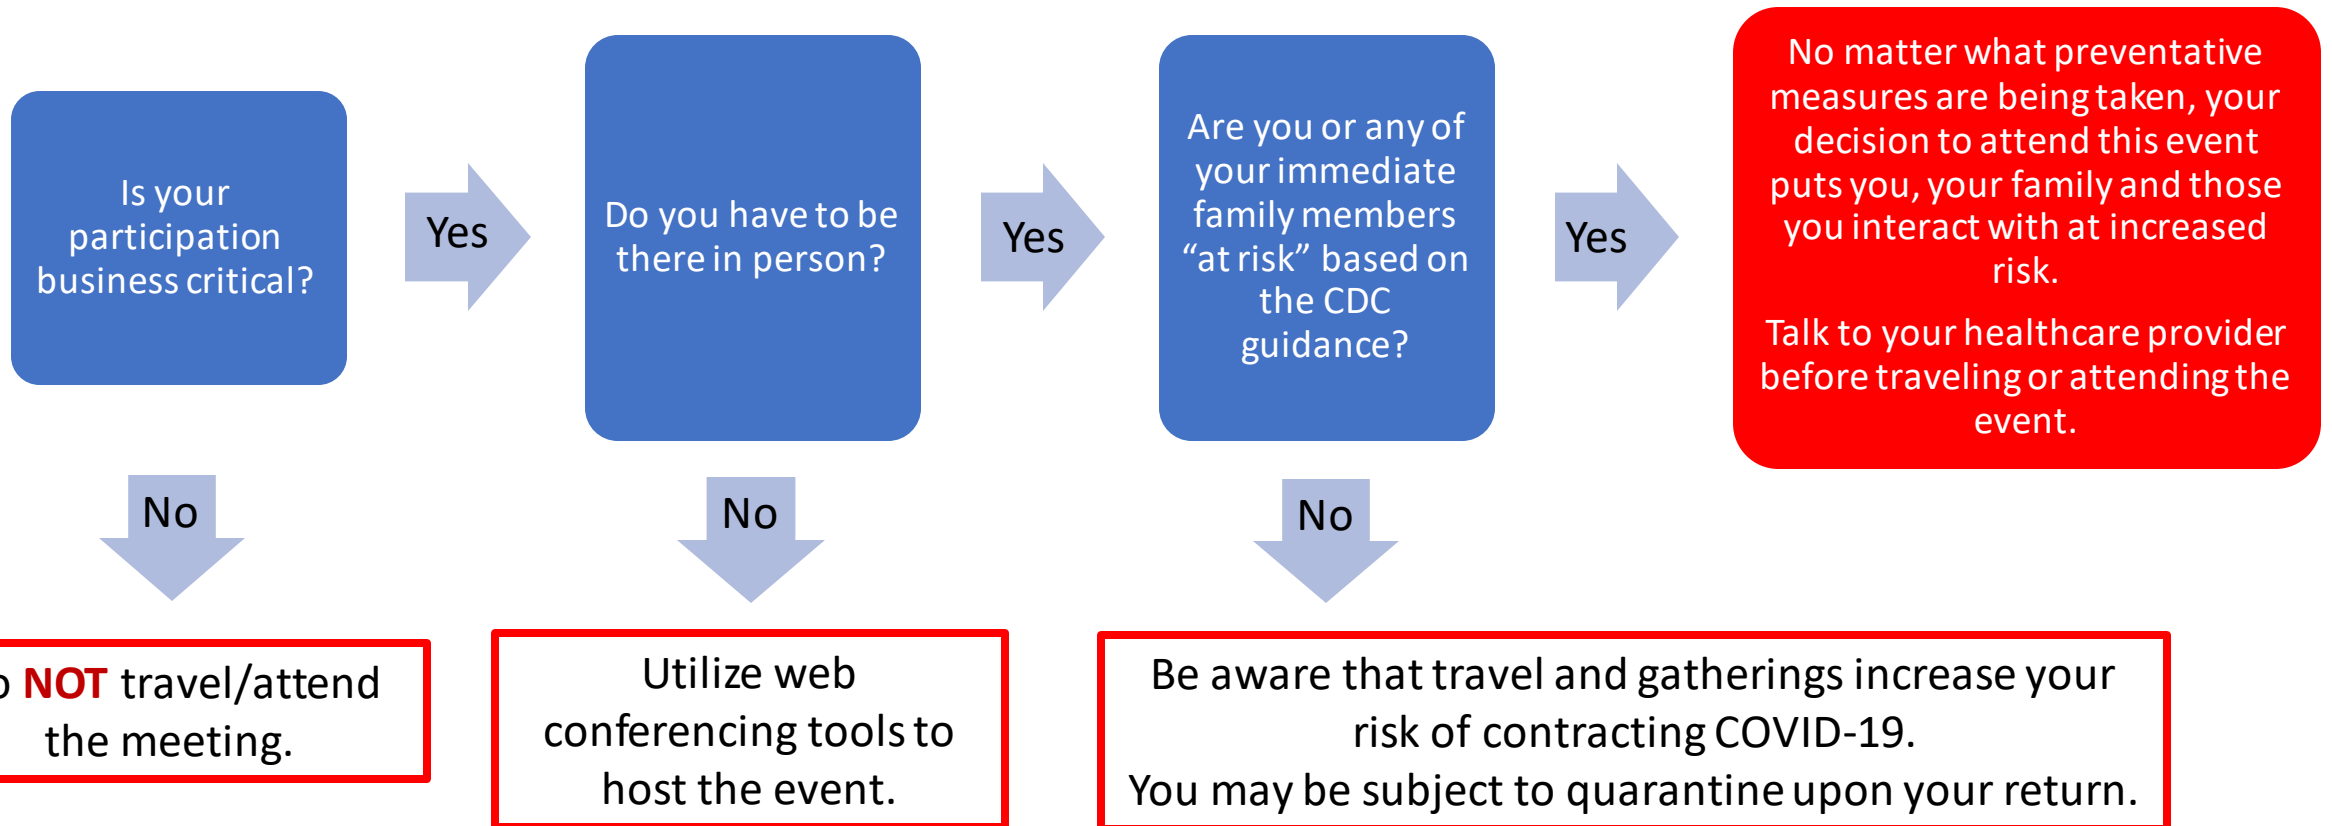 Is your
participation
business critical?
Yes
Do you have to be
there in person?
Yes
Are you or any of
your immediate
family members
“at risk” based on
the CDC
guidance?
Yes
No matter what preventative
measures are being taken, your
decision to attend this event
puts you, your family and those
you interact with at increased
risk.
Talk to your healthcare provider
before traveling or attending the
event.
No
No
No
NOT travel/attend
the meeting.
Utilize web
conferencing tools to
host the event.
Be aware that travel and gatherings increase your
risk of contracting COVID-19.
You may be subject to quarantine upon your return.